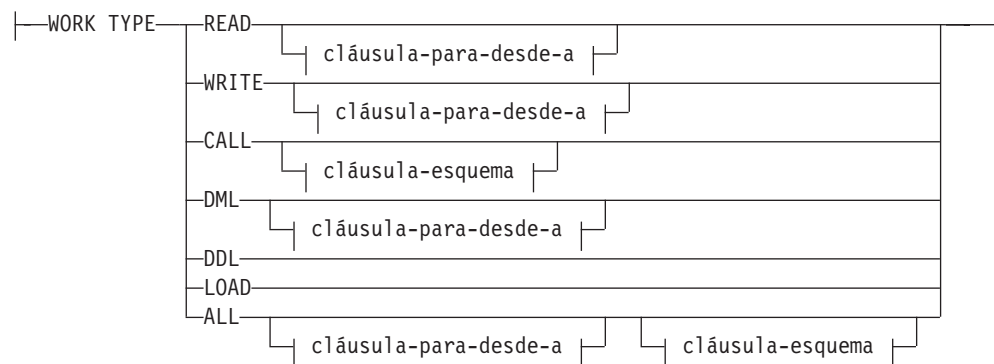 WORK TYPE READ
cláusula-para-desde-a
WRITE
cláusula-para-desde-a
CALL
cláusula-esquema
DML
cláusula-para-desde-a
DDL
LOAD
ALL
cláusula-para-desde-a cláusula-esquema